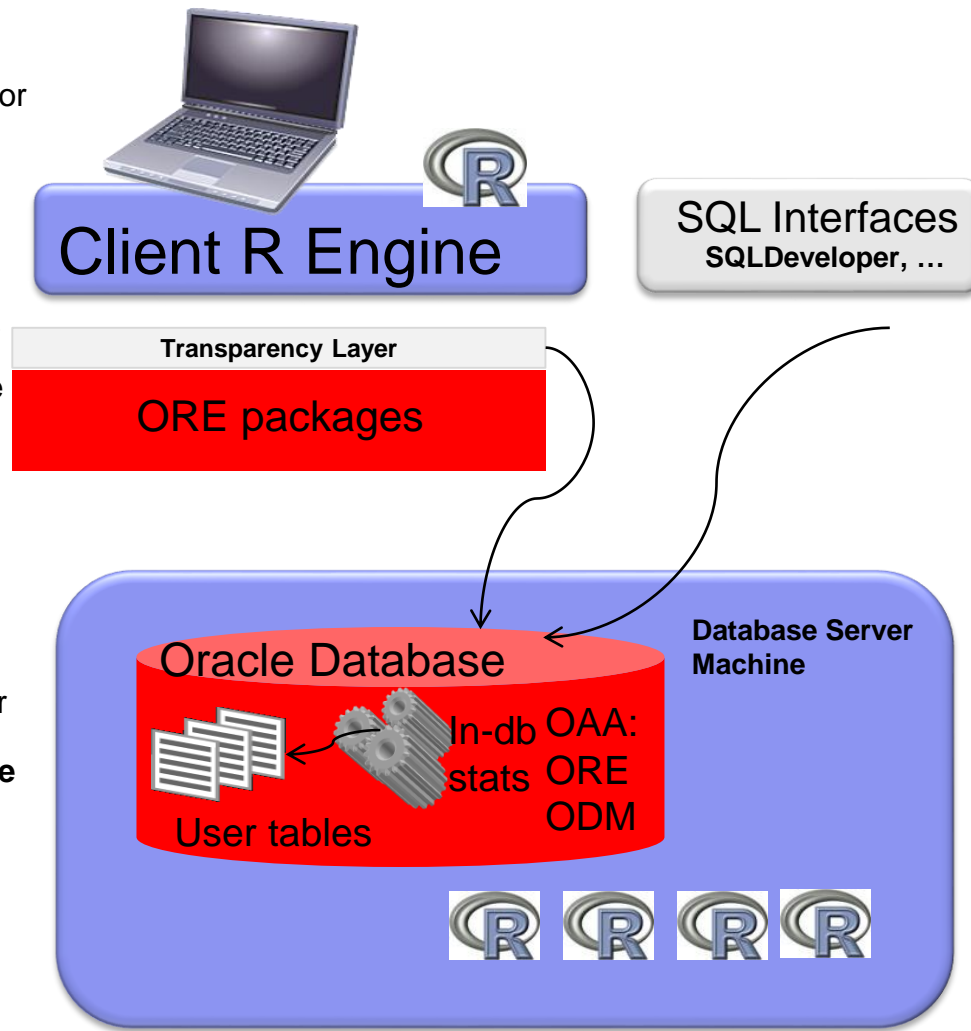 or
R
Client R Engine
SQL Interfaces
SQLDeveloper, …
Transparency Layer
e
ORE packages
Database Server
Machine
Oracle Database
r
In-db
stats
OAA:
ORE
ODM
e
User tables
R
R
R
R